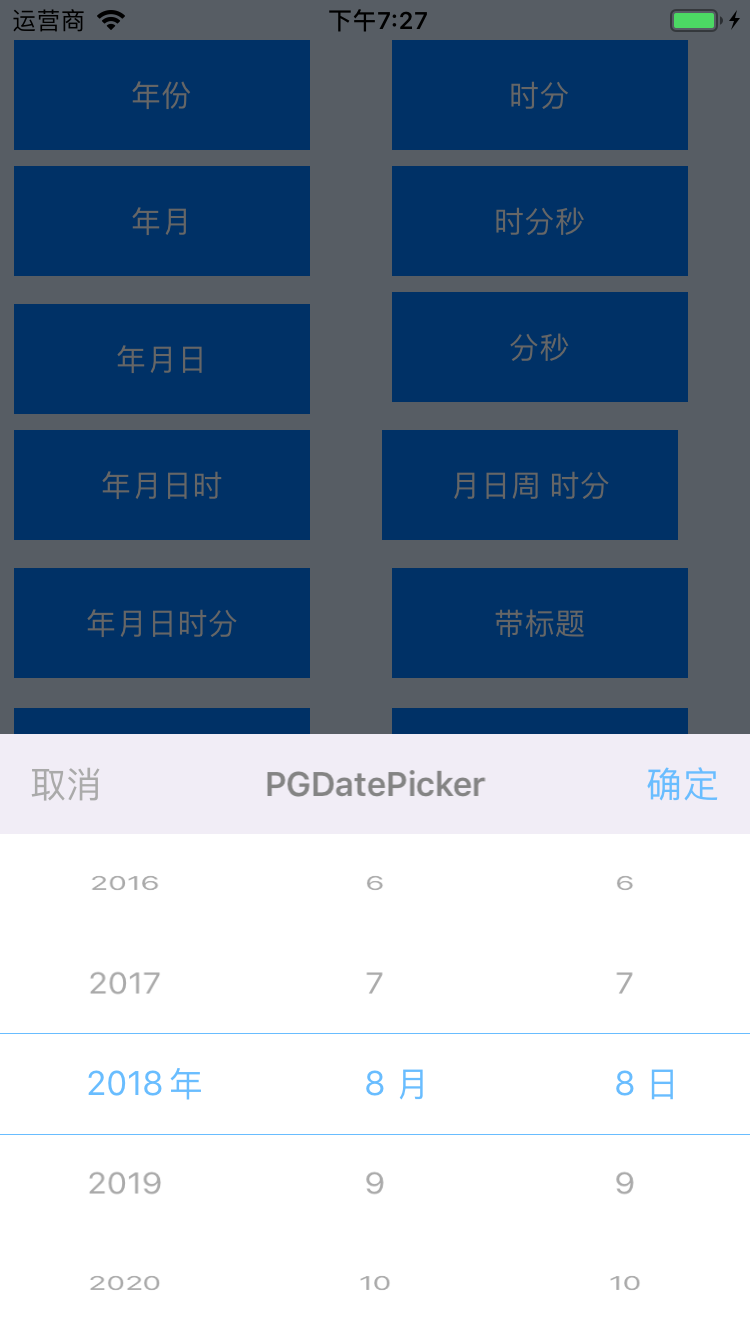 运营商 下午7:27
年份 时分
年月 时分秒
年月日 分秒
年月日时 月日周 时分
年月日时分 带标题
取消 PGDatePicker 确定
2016 6 6
2017 7 7
2018 年 8 月 8 日
2019 9 9
2020 10 10